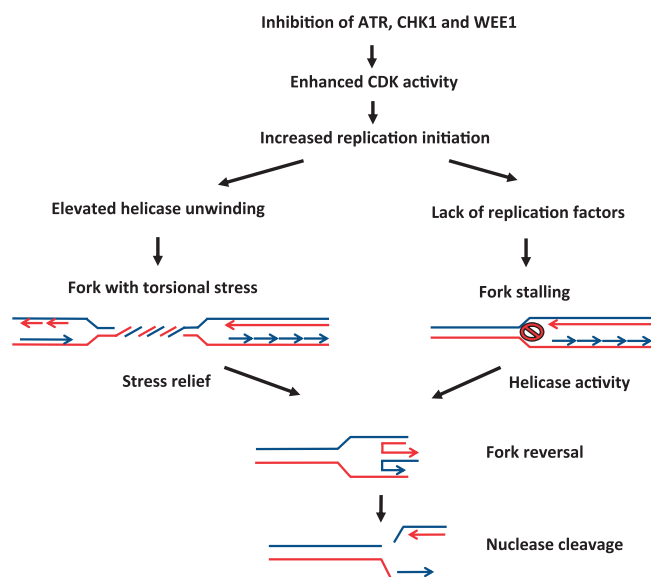 Inhibition of ATR, CHK1 and WEE1
Enhanced CDK activity
Increased replication initiation
Elevated helicase unwinding
Lack of replication factors
Fork with torsional stress
Fork stalling
Stress relief
Helicase activity
Fork reversal
Nuclease cleavage